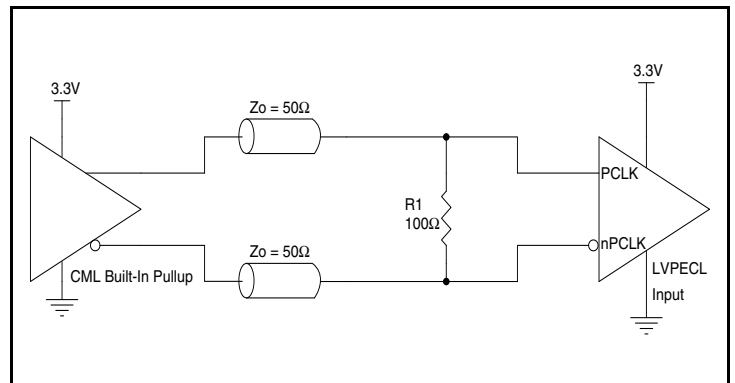 3.3V
3.3V
Zo = 50Ω
PCLK
R1
100Ω
Zo = 50Ω
nPCLK
CML Built-In Pullup
LVPECL
Input